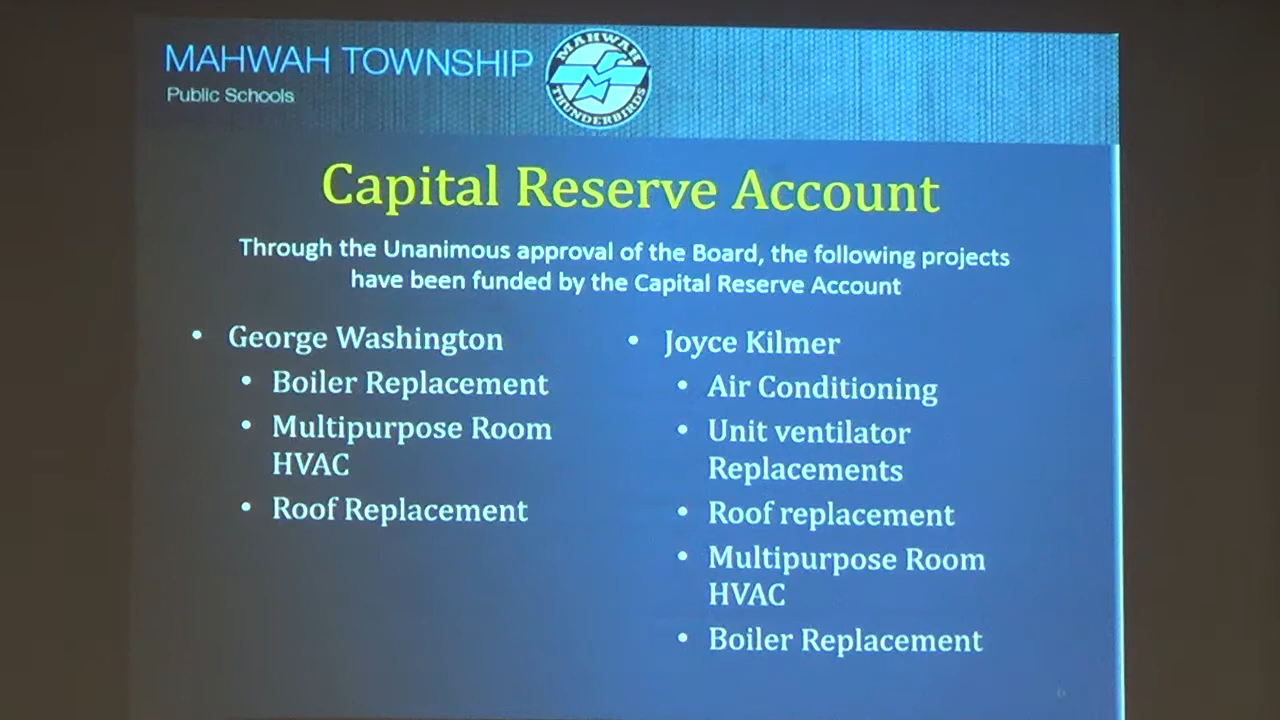 MAHWAH TOWNSHIP
Public Schools
MAHWAH
THUNDERBIRDS
Capital Reserve Account
Through the Unanimous approval of the Board, the following projects
have been funded by the Capital Reserve Account
• George Washington
• Boiler Replacement
• Multipurpose Room
HVAC
• Roof Replacement
• Joyce Kilmer
• Air Conditioning
• Unit ventilator
Replacements
• Roof replacement
• Multipurpose Room
HVAC
• Boiler Replacement